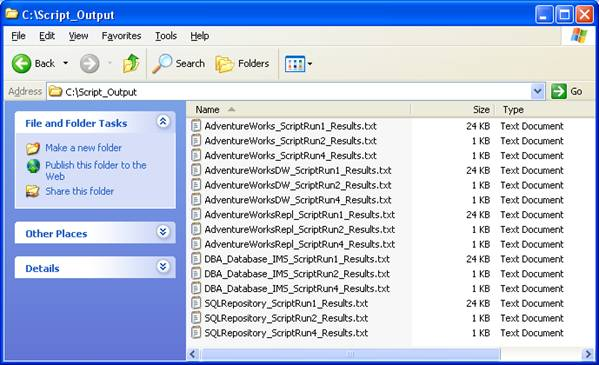 C:\Script_Output
File Edit View Favorites Tools Help
Back Search Folders
Address C:\Script_Output Go
File and Folder Tasks
Make a new folder
Publish this folder to the
Web
Share this folder
Other Places
Details
Name Size Type
AdventureWorks_ScriptRun1_Results.txt 24 KB Text Document
AdventureWorks_ScriptRun2_Results.txt 1 KB Text Document
AdventureWorks_ScriptRun4_Results.txt 1 KB Text Document
AdventureWorksDW_ScriptRun1_Results.txt 24 KB Text Document
AdventureWorksDW_ScriptRun2_Results.txt 1 KB Text Document
AdventureWorksDW_ScriptRun4_Results.txt 1 KB Text Document
AdventureWorksRepl_ScriptRun1_Results.txt 24 KB Text Document
AdventureWorksRepl_ScriptRun2_Results.txt 1 KB Text Document
AdventureWorksRepl_ScriptRun4_Results.txt 1 KB Text Document
DBA_Database_IMS_ScriptRun1_Results.txt 24 KB Text Document
DBA_Database_IMS_ScriptRun2_Results.txt 1 KB Text Document
DBA_Database_IMS_ScriptRun4_Results.txt 1 KB Text Document
SQLRepository_ScriptRun1_Results.txt 24 KB Text Document
SQLRepository_ScriptRun2_Results.txt 1 KB Text Document
SQLRepository_ScriptRun4_Results.txt 1 KB Text Document